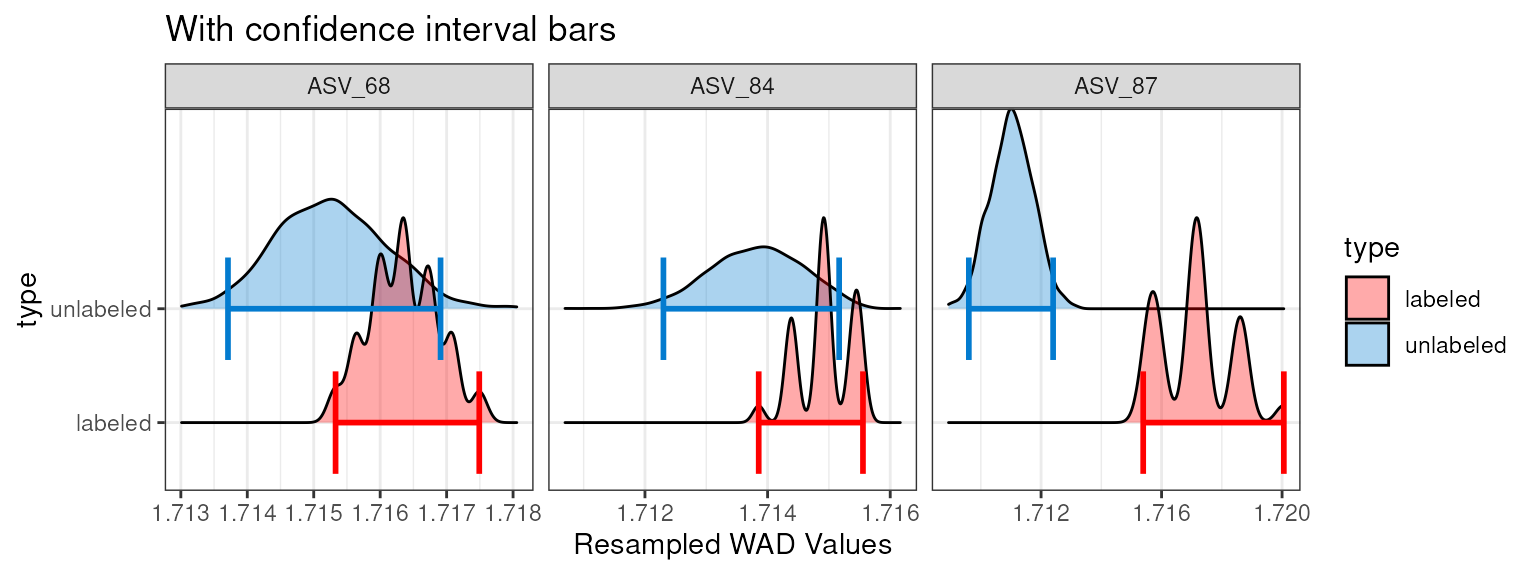 With confidence interval bars
ASV_68 ASV_84 ASV_87
type
unlabeled
labeled
1.713 1.714 1.715 1.716 1.717 1.718 1.712 1.714 1.716 1.712 1.716 1.720
Resampled WAD Values
type
labeled
unlabeled